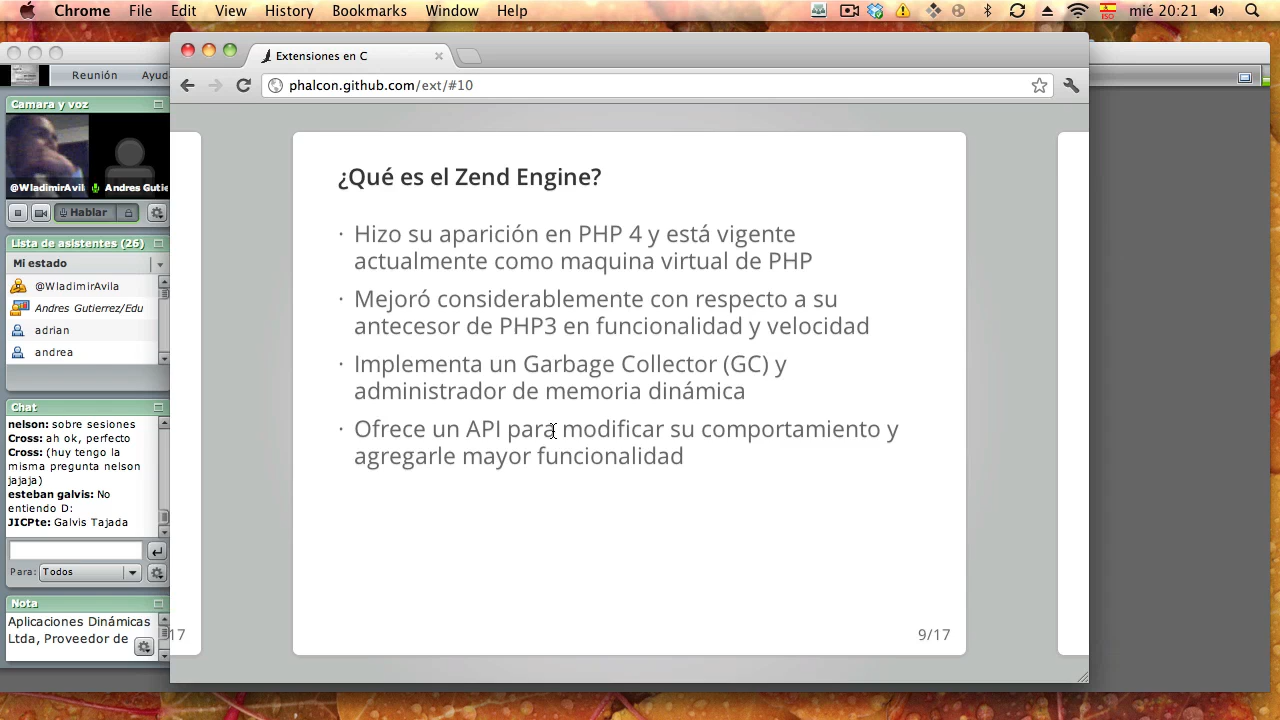 Chrome File Edit View History Bookmarks Window Help mié 20:21
ISO
Extensiones en C
Reunión
phalcon.github.com/ext/#10
Camara y voz
@WladimirAvil Andres Gutie
Hablar
Lista de asistentes (26)
Mi estado
@WladimirAvila
Andres Gutierrez/Edu
adrian
andrea
Chat
nelson: sobre sesiones
Cross: ah ok, perfecto
Cross: (huy tengo la
misma pregunta nelson
jajaja)
esteban galvis: No
entiendo D:
JICPte: Galvis Tajada
Para: Todos
Nota
Aplicaciones Dinámicas
Ltda, Proveedor de
17
¿Qué es el Zend Engine?
· Hizo su aparición en PHP 4 y está vigente
actualmente como maquina virtual de PHP
· Mejoró considerablemente con respecto a su
antecesor de PHP3 en funcionalidad y velocidad
· Implementa un Garbage Collector (GC) y
administrador de memoria dinámica
· Ofrece un API para modificar su comportamiento y
agregarle mayor funcionalidad
9/17